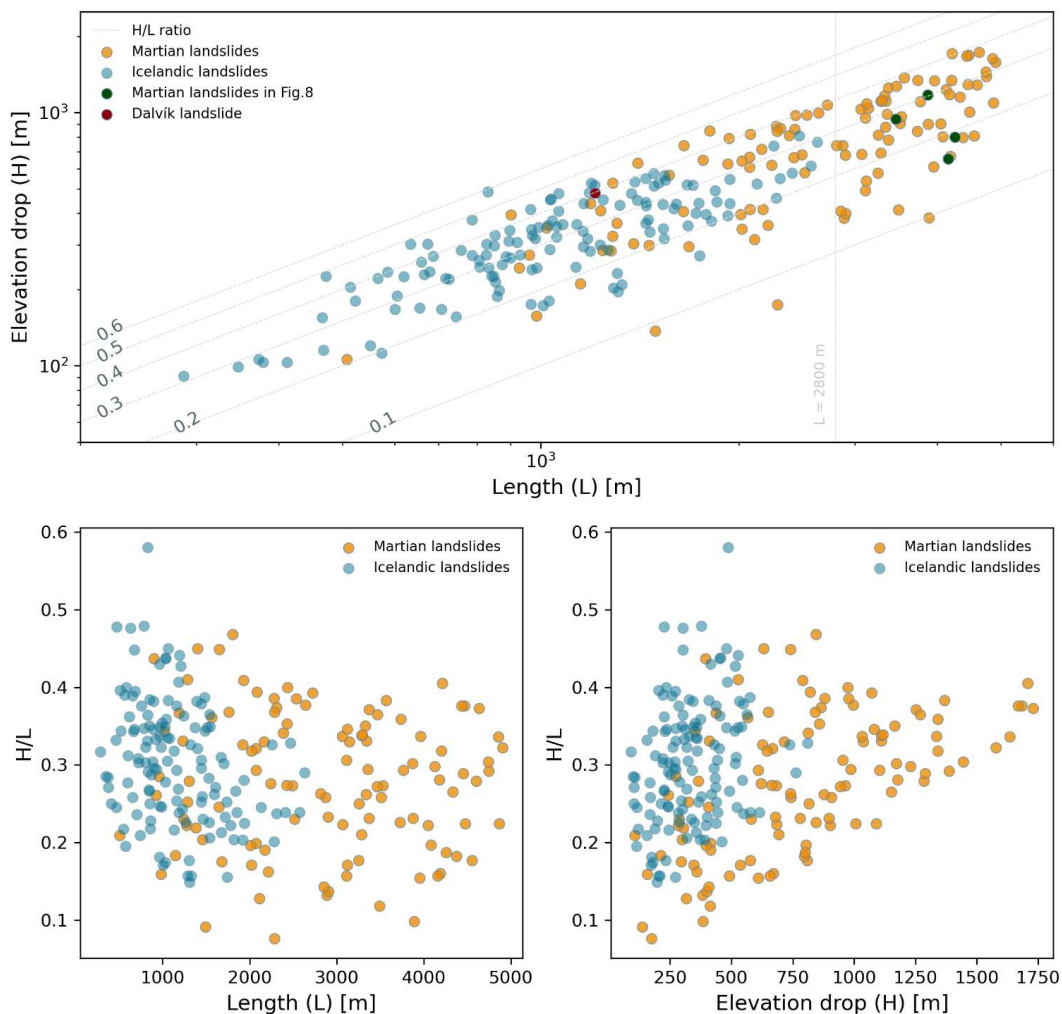 H/L ratio
Martian landslides
Icelandic landslides
Martian landslides in Fig.8
Dalvík landslide
Elevation drop (H) [m]
10³
10²
0.6
0.5
0.4
0.3
0.2
0.1
L = 2800 m
10³
Length (L) [m]
Martian landslides
Icelandic landslides
H/L
0.6
0.5
0.4
0.3
0.2
0.1
1000
2000
3000
4000
5000
Length (L) [m]
Martian landslides
Icelandic landslides
H/L
0.6
0.5
0.4
0.3
0.2
0.1
250
500
750
1000
1250
1500
1750
Elevation drop (H) [m]